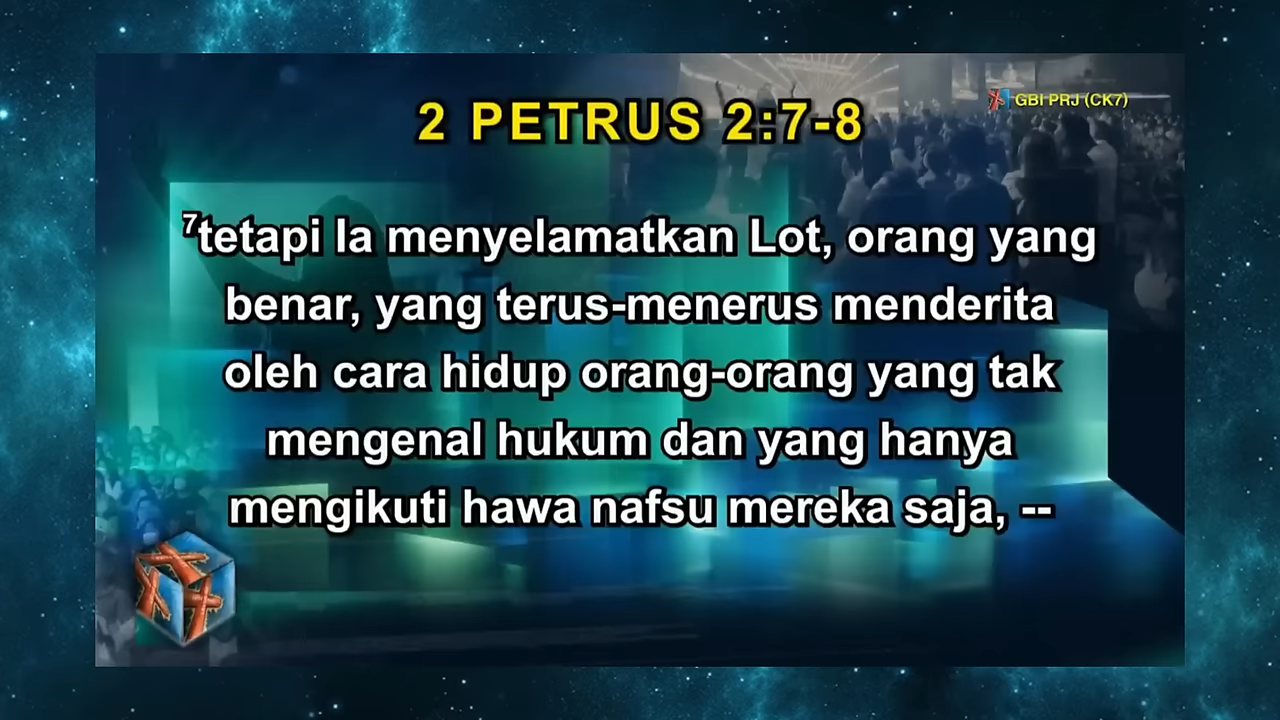 GBI PRJ (CK7)
2 PETRUS 2:7-8
⁷tetapi Ia menyelamatkan Lot, orang yang
benar, yang terus-menerus menderita
oleh cara hidup orang-orang yang tak
mengenal hukum dan yang hanya
mengikuti hawa nafsu mereka saja, --